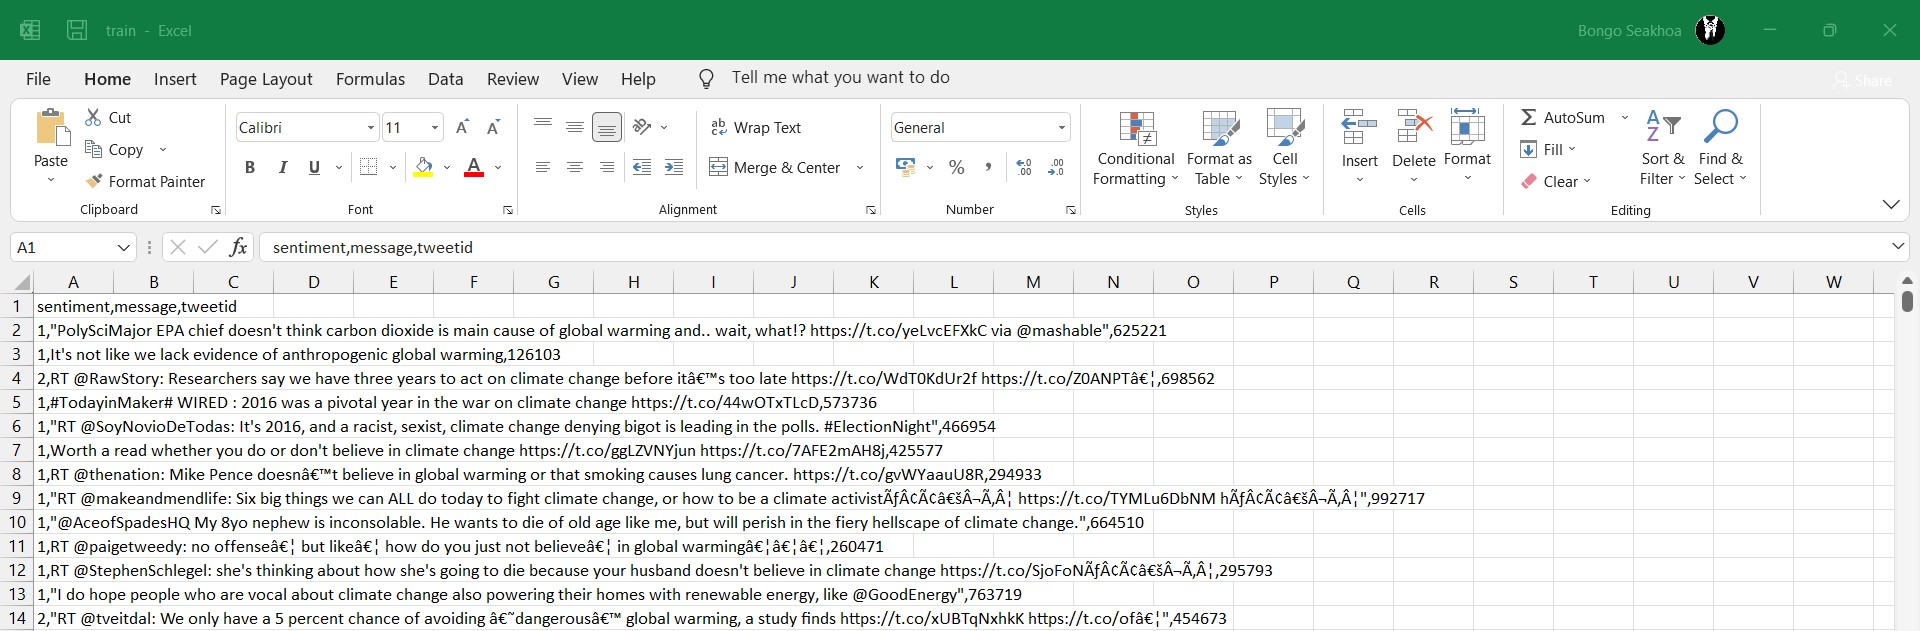 train - Excel
Bongo Seakhoa
File Home Insert Page Layout Formulas Data Review View Help Tell me what you want to do Share
Paste
Cut
Copy
Format Painter
Clipboard
Calibri 11
B I U A
Font
ab Wrap Text
Merge & Center
Alignment
General
% ,
Number
Conditional Formatting
Format as Table
Cell Styles
Styles
Insert Delete Format
Cells
AutoSum
Fill
Clear
Sort & Filter
Find & Select
Editing
A1 fx sentiment,message,tweetid
A B C D E F G H I J K L M N O P Q R S T U V W
1 sentiment,message,tweetid
2 1,"PolySciMajor EPA chief doesn't think carbon dioxide is main cause of global warming and.. wait, what!? https://t.co/yeLvcEFXkC via @mashable",625221
3 1,It's not like we lack evidence of anthropogenic global warming,126103
4 2,RT @RawStory: Researchers say we have three years to act on climate change before itâ€™s too late https://t.co/WdT0KdUr2f https://t.co/Z0ANPTâ€¦,698562
5 1,#TodayinMaker# WIRED : 2016 was a pivotal year in the war on climate change https://t.co/44wOTxTLcD,573736
6 1,"RT @SoyNovioDeTodas: It's 2016, and a racist, sexist, climate change denying bigot is leading in the polls. #ElectionNight",466954
7 1,Worth a read whether you do or don't believe in climate change https://t.co/ggLZVNYjun https://t.co/7AFE2mAH8j,425577
8 1,RT @thenation: Mike Pence doesnâ€™t believe in global warming or that smoking causes lung cancer. https://t.co/gvWYaauU8R,294933
9 1,"RT @makeandmendlife: Six big things we can ALL do today to fight climate change, or how to be a climate activistÃƒÂ¢Ã¢â€šÂ¬Ã‚Â¦ https://t.co/TYMLu6DbNM hÃƒÂ¢Ã¢â€šÂ¬Ã‚Â¦",992717
10 1,"@AceofSpadesHQ My 8yo nephew is inconsolable. He wants to die of old age like me, but will perish in the fiery hellscape of climate change.",664510
11 1,RT @paigetweedy: no offenseâ€¦ but likeâ€¦ how do you just not believeâ€¦ in global warmingâ€¦â€¦â€¦,260471
12 1,RT @StephenSchlegel: she's thinking about how she's going to die because your husband doesn't believe in climate change https://t.co/SjoFoNÃƒÂ¢Ã¢â€šÂ¬Ã‚Â¦,295793
13 1,"I do hope people who are vocal about climate change also powering their homes with renewable energy, like @GoodEnergy",763719
14 2,"RT @tveitdal: We only have a 5 percent chance of avoiding â€˜dangerousâ€™ global warming, a study finds https://t.co/xUBTqNxhkK https://t.co/ofâ€¦",454673